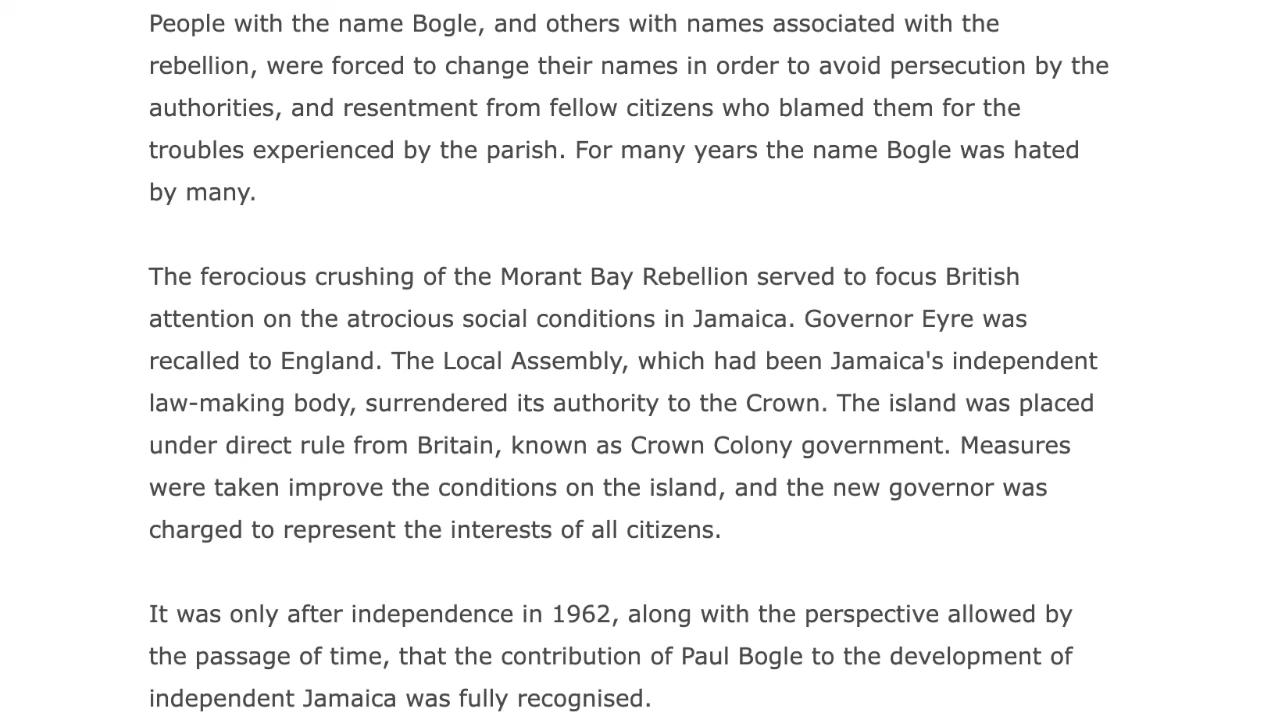 People with the name Bogle, and others with names associated with the
rebellion, were forced to change their names in order to avoid persecution by the
authorities, and resentment from fellow citizens who blamed them for the
troubles experienced by the parish. For many years the name Bogle was hated
by many.
The ferocious crushing of the Morant Bay Rebellion served to focus British
attention on the atrocious social conditions in Jamaica. Governor Eyre was
recalled to England. The Local Assembly, which had been Jamaica's independent
law-making body, surrendered its authority to the Crown. The island was placed
under direct rule from Britain, known as Crown Colony government. Measures
were taken improve the conditions on the island, and the new governor was
charged to represent the interests of all citizens.
It was only after independence in 1962, along with the perspective allowed by
the passage of time, that the contribution of Paul Bogle to the development of
independent Jamaica was fully recognised.